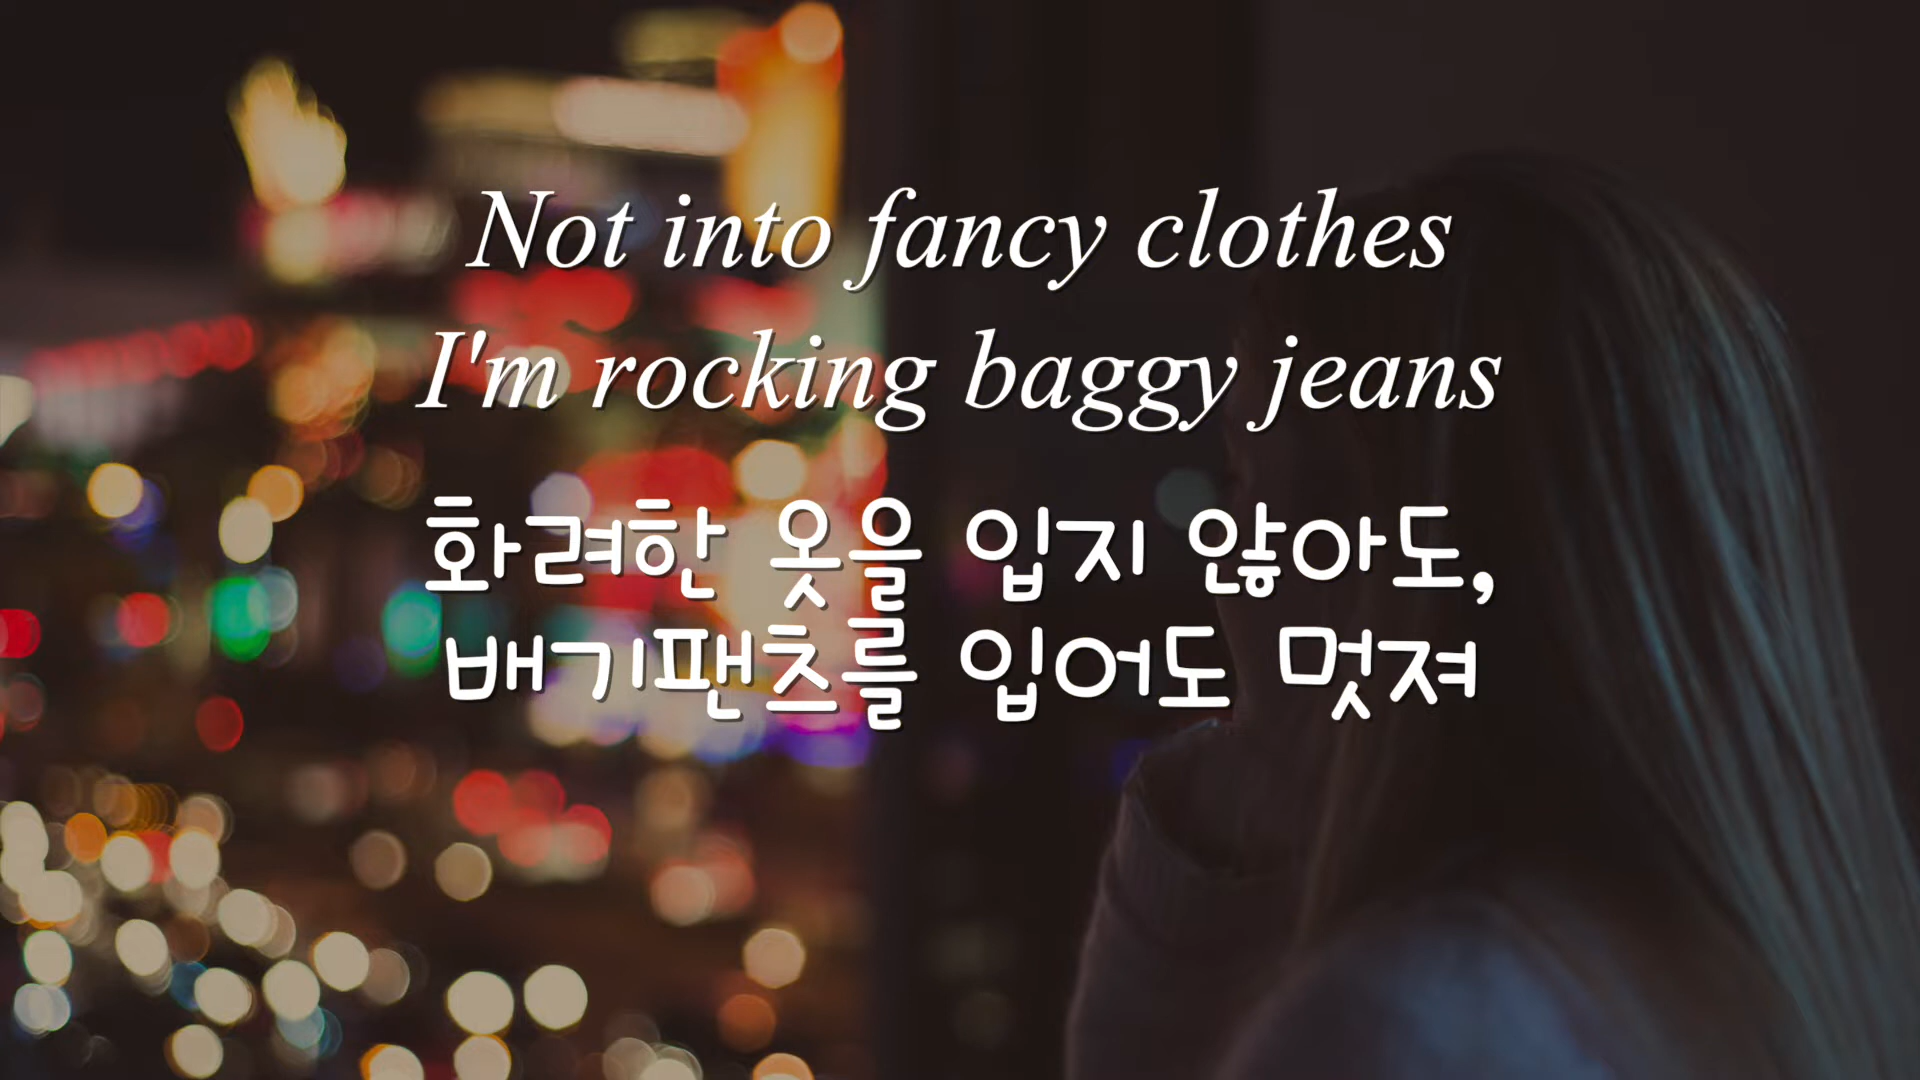 Not into fancy clothes
I'm rocking baggy jeans
화려한 옷을 입지 않아도,
배기팬츠를 입어도 멋져